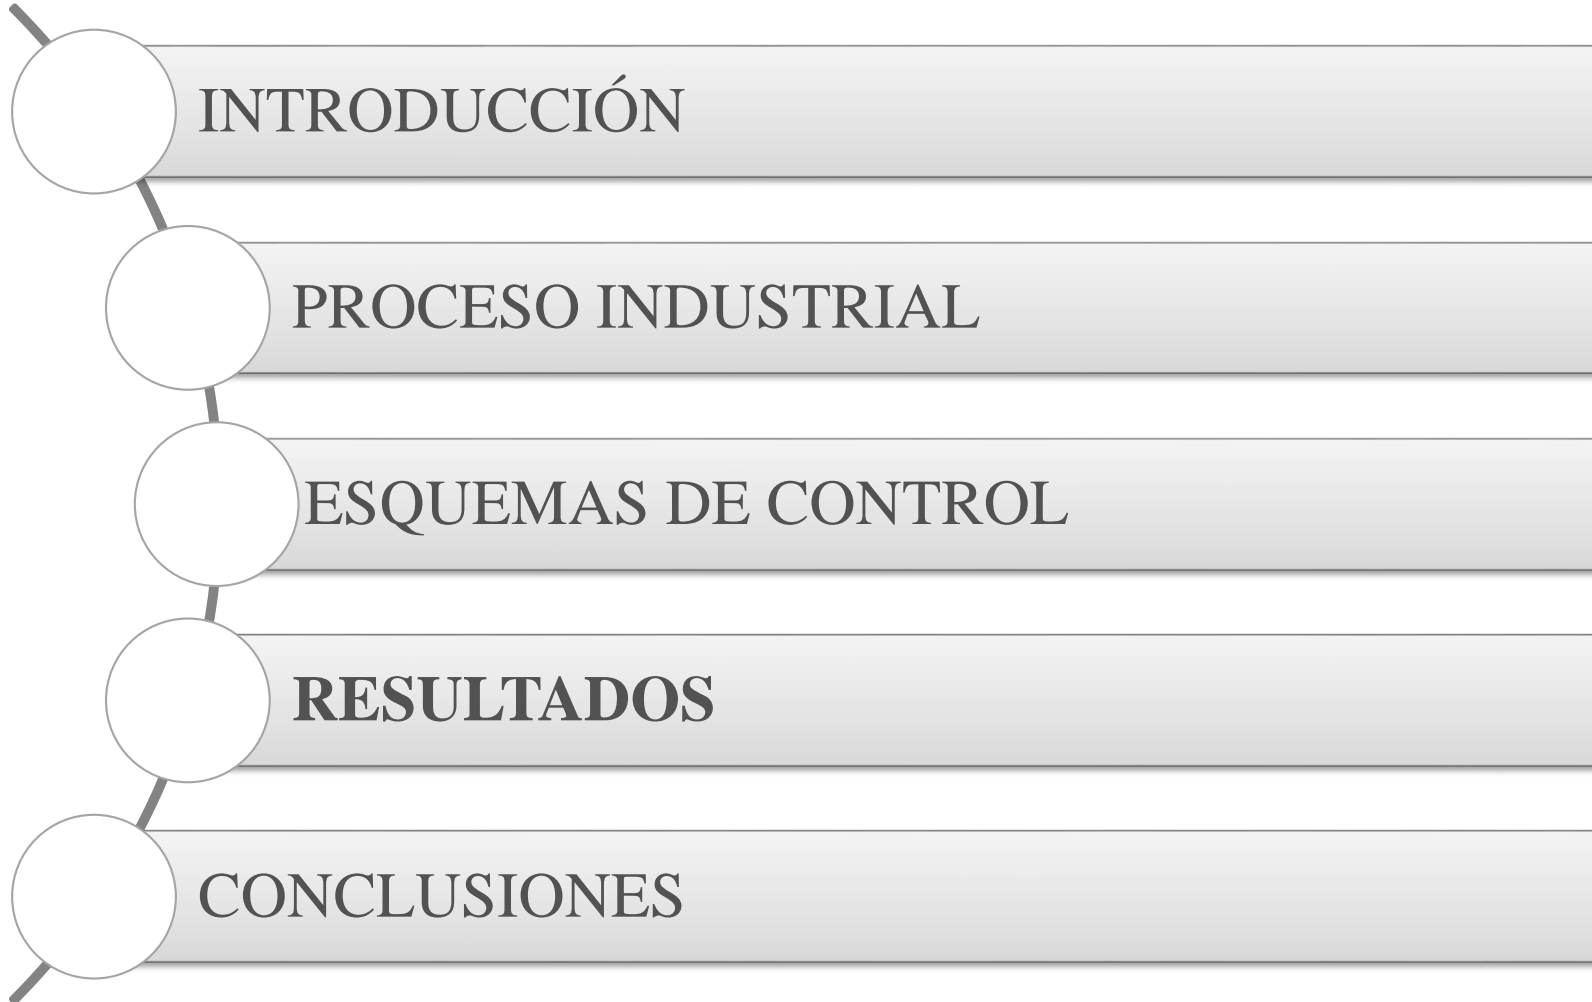 INTRODUCCIÓN
PROCESO INDUSTRIAL
ESQUEMAS DE CONTROL
RESULTADOS
CONCLUSIONES